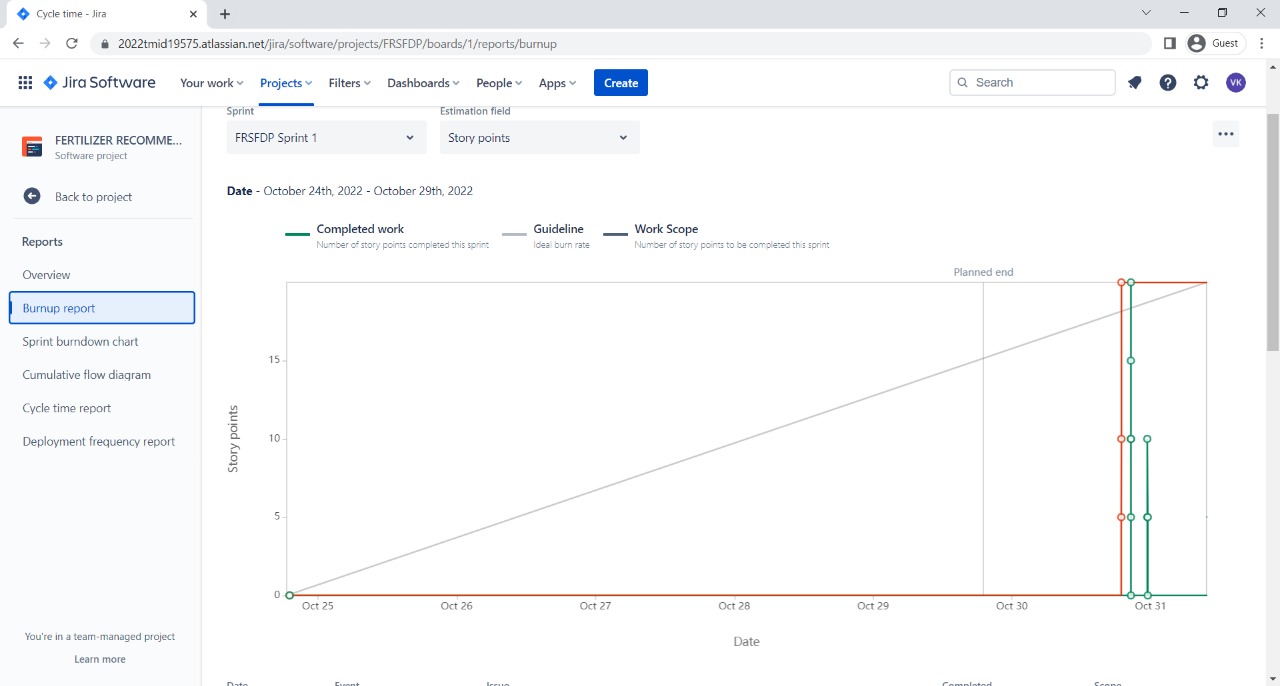 Cycle time - Jira
2022tmid19575.atlassian.net/jira/software/projects/FRSFDP/boards/1/reports/burnup
Guest
Jira Software
Your work
Projects
Filters
Dashboards
People
Apps
Create
Search
VK
FERTILIZER RECOMME...
Software project
Back to project
Reports
Overview
Burnup report
Sprint burndown chart
Cumulative flow diagram
Cycle time report
Deployment frequency report
You're in a team-managed project
Learn more
Sprint
Estimation field
FRSFDP Sprint 1
Story points
Date - October 24th, 2022 - October 29th, 2022
Completed work
Number of story points completed this sprint
Guideline
Ideal burn rate
Work Scope
Number of story points to be completed this sprint
Planned end
15
10
5
0
Story points
Oct 25
Oct 26
Oct 27
Oct 28
Oct 29
Oct 30
Oct 31
Date
Date
Event
Issue
Completed
Scope